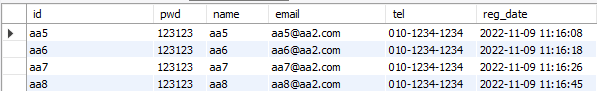 id pwd name email tel reg_date
aa5 123123 aa5 aa5@aa2.com 010-1234-1234 2022-11-09 11:16:08
aa6 123123 aa6 aa6@aa2.com 010-1234-1234 2022-11-09 11:16:18
aa7 123123 aa7 aa7@aa2.com 010-1234-1234 2022-11-09 11:16:26
aa8 123123 aa8 aa8@aa2.com 010-1234-1234 2022-11-09 11:16:45